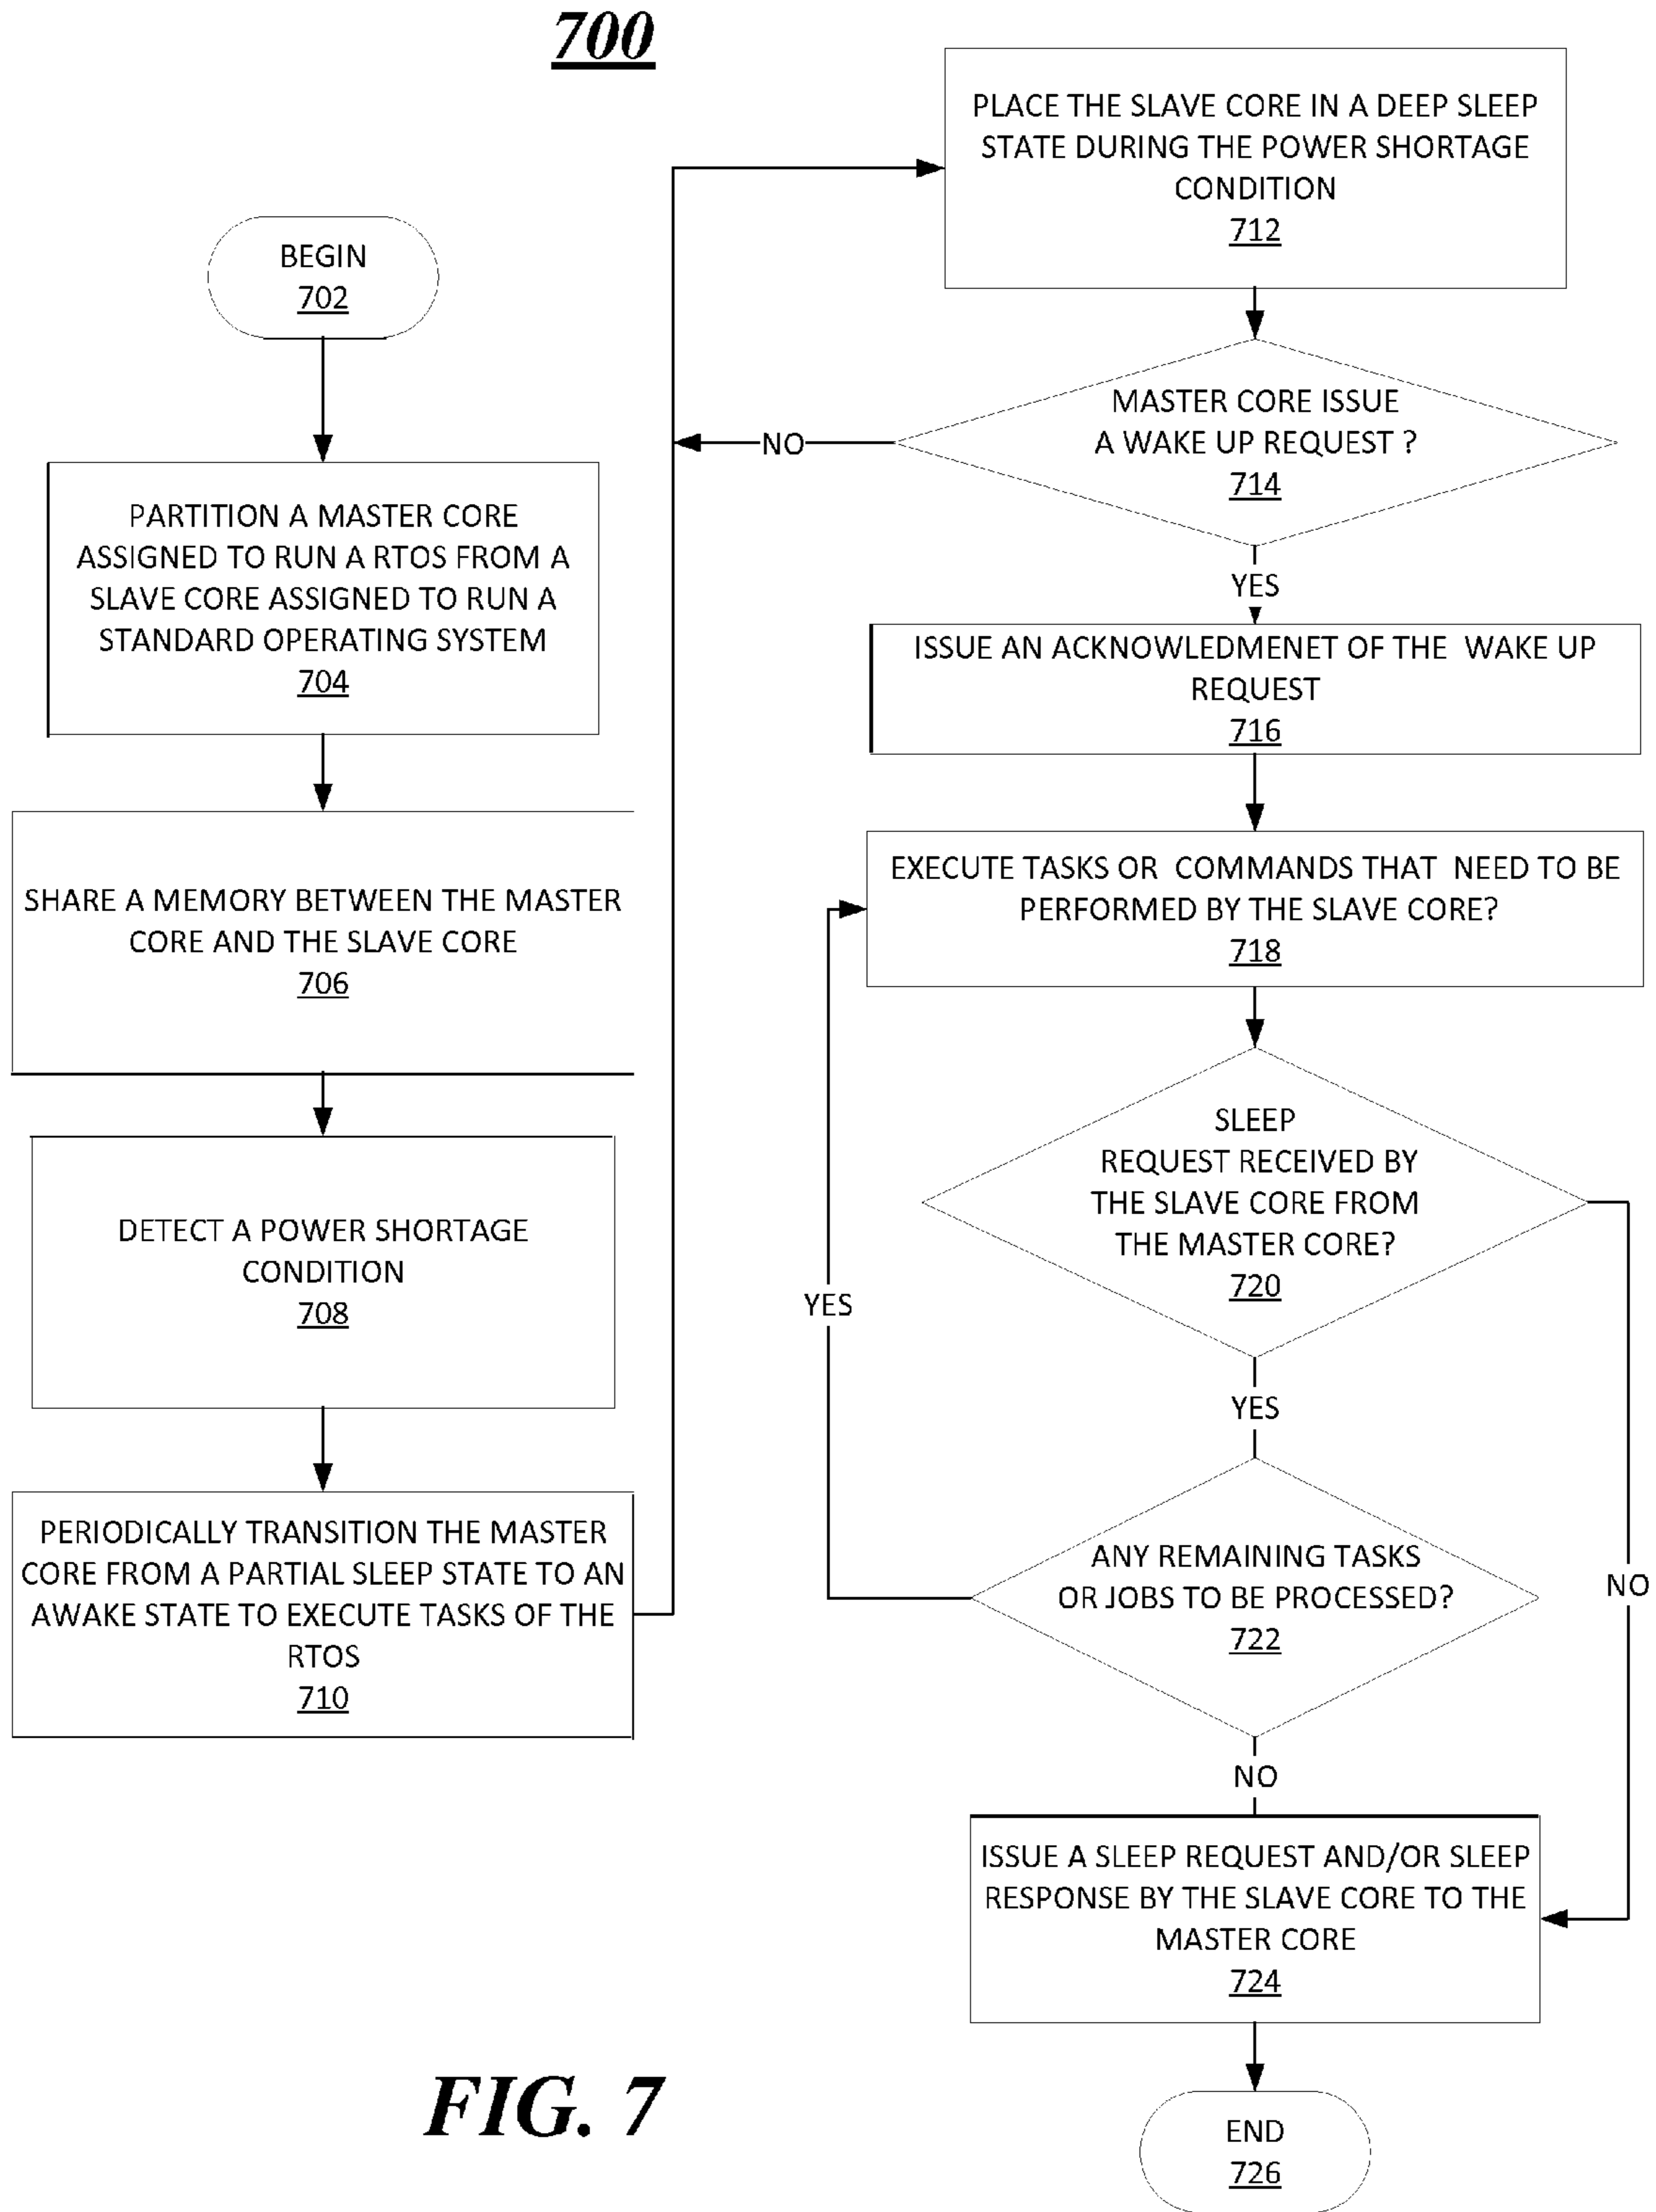 700
BEGIN
702
PARTITION A MASTER CORE
ASSIGNED TO RUN A RTOS FROM A
SLAVE CORE ASSIGNED TO RUN A
STANDARD OPERATING SYSTEM
704
SHARE A MEMORY BETWEEN THE MASTER
CORE AND THE SLAVE CORE
706
DETECT A POWER SHORTAGE
CONDITION
708
PERIODICALLY TRANSITION THE MASTER
CORE FROM A PARTIAL SLEEP STATE TO AN
AWAKE STATE TO EXECUTE TASKS OF THE
RTOS
710
PLACE THE SLAVE CORE IN A DEEP SLEEP
STATE DURING THE POWER SHORTAGE
CONDITION
712
MASTER CORE ISSUE
A WAKE UP REQUEST ?
714
NO
YES
ISSUE AN ACKNOWLEDMENET OF THE WAKE UP
REQUEST
716
EXECUTE TASKS OR COMMANDS THAT NEED TO BE
PERFORMED BY THE SLAVE CORE?
718
SLEEP
REQUEST RECEIVED BY
THE SLAVE CORE FROM
THE MASTER CORE?
720
YES
YES
NO
ANY REMAINING TASKS
OR JOBS TO BE PROCESSED?
722
NO
ISSUE A SLEEP REQUEST AND/OR SLEEP
RESPONSE BY THE SLAVE CORE TO THE
MASTER CORE
724
END
726
FIG. 7